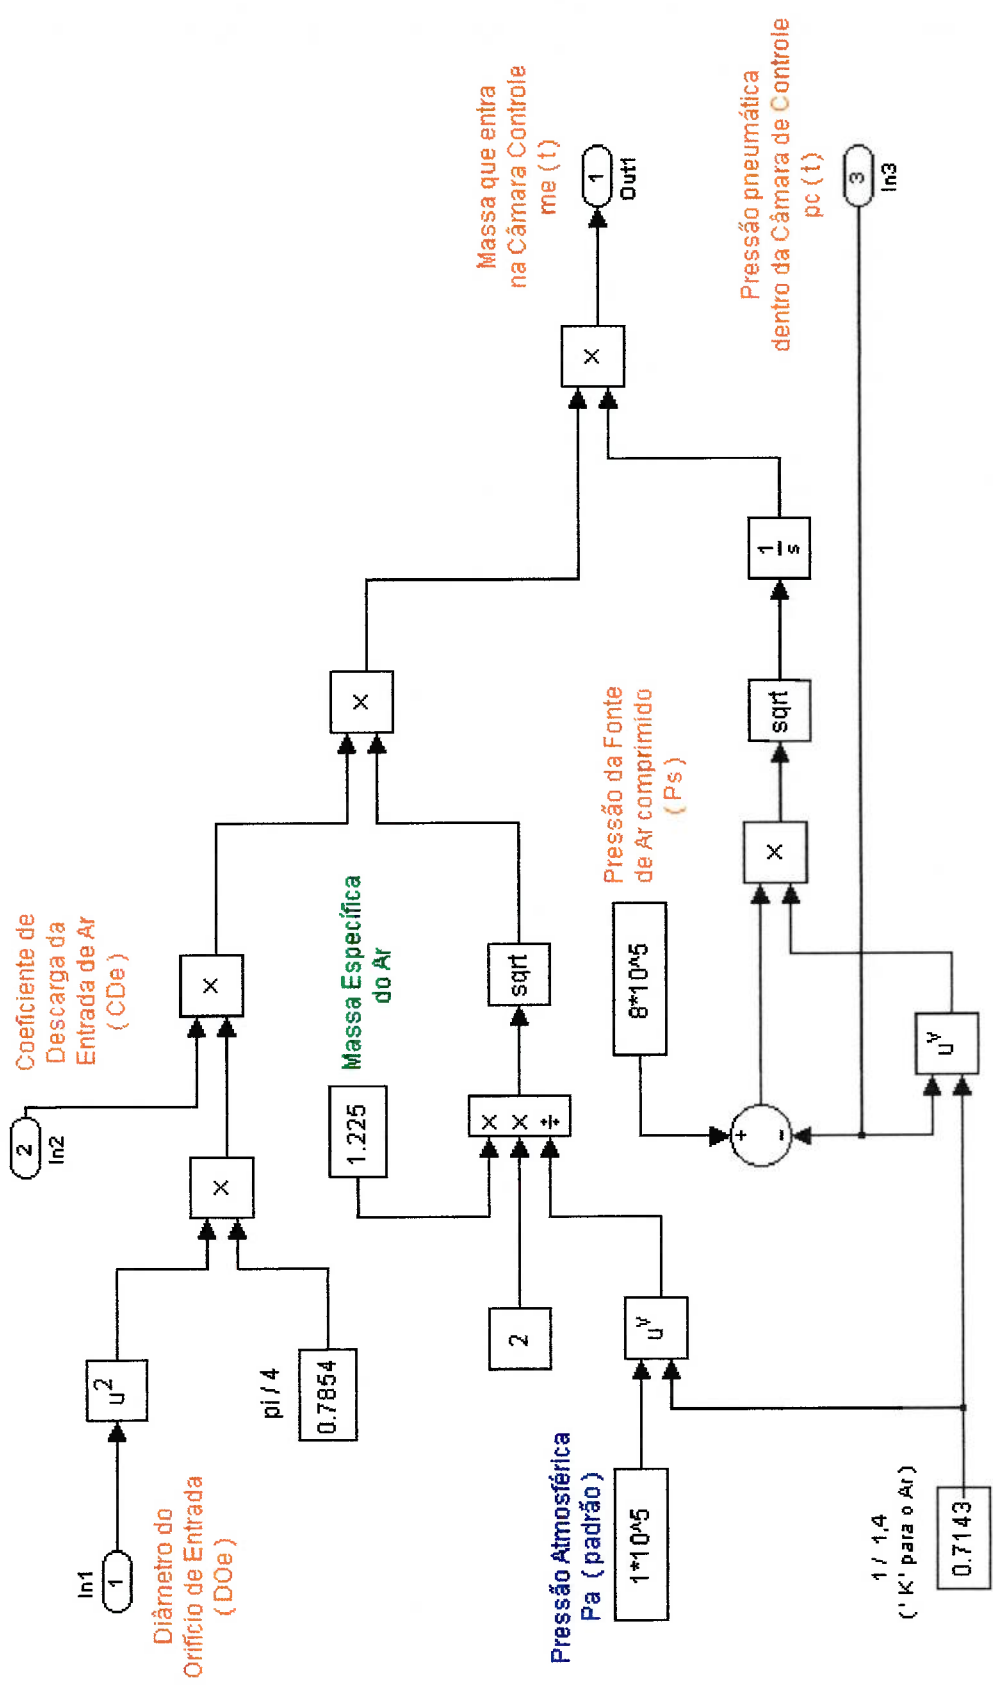 In1
1
Diâmetro do
Orifício de Entrada
( DOe )
u²
pi / 4
0.7854
×
2
In2
Coeficiente de
Descarga da
Entrada de Ar
( CDe )
×
Massa Específica
do Ar
1.225
2
×
×
÷
sqrt
×
Pressão Atmosférica
Pa ( padrão )
1*10^5
uᵛ
1 / 1.4
(' K' para o Ar )
0.7143
Pressão da Fonte
de Ar comprimido
( Ps )
8*10^5
+
-
uᵛ
×
sqrt
1
s
×
Massa que entra
na Câmara Controle
me ( t )
1
Out1
Pressão pneumática
dentro da Câmara de Controle
pc ( t )
3
In3